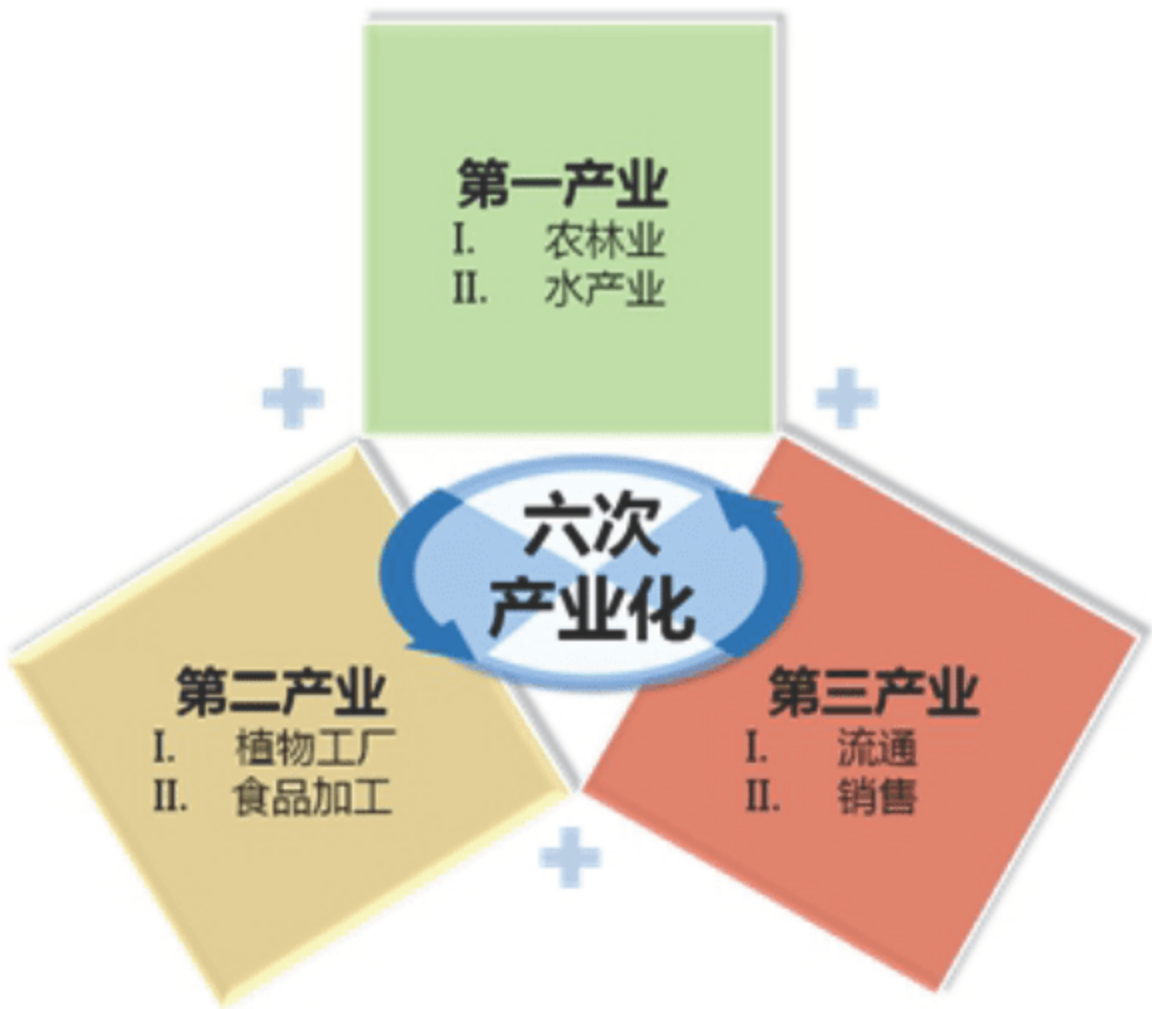 第一产业
I. 农林业
II. 水产业
六次
产业化
第二产业
I. 植物工厂
II. 食品加工
第三产业
I. 流通
II. 销售